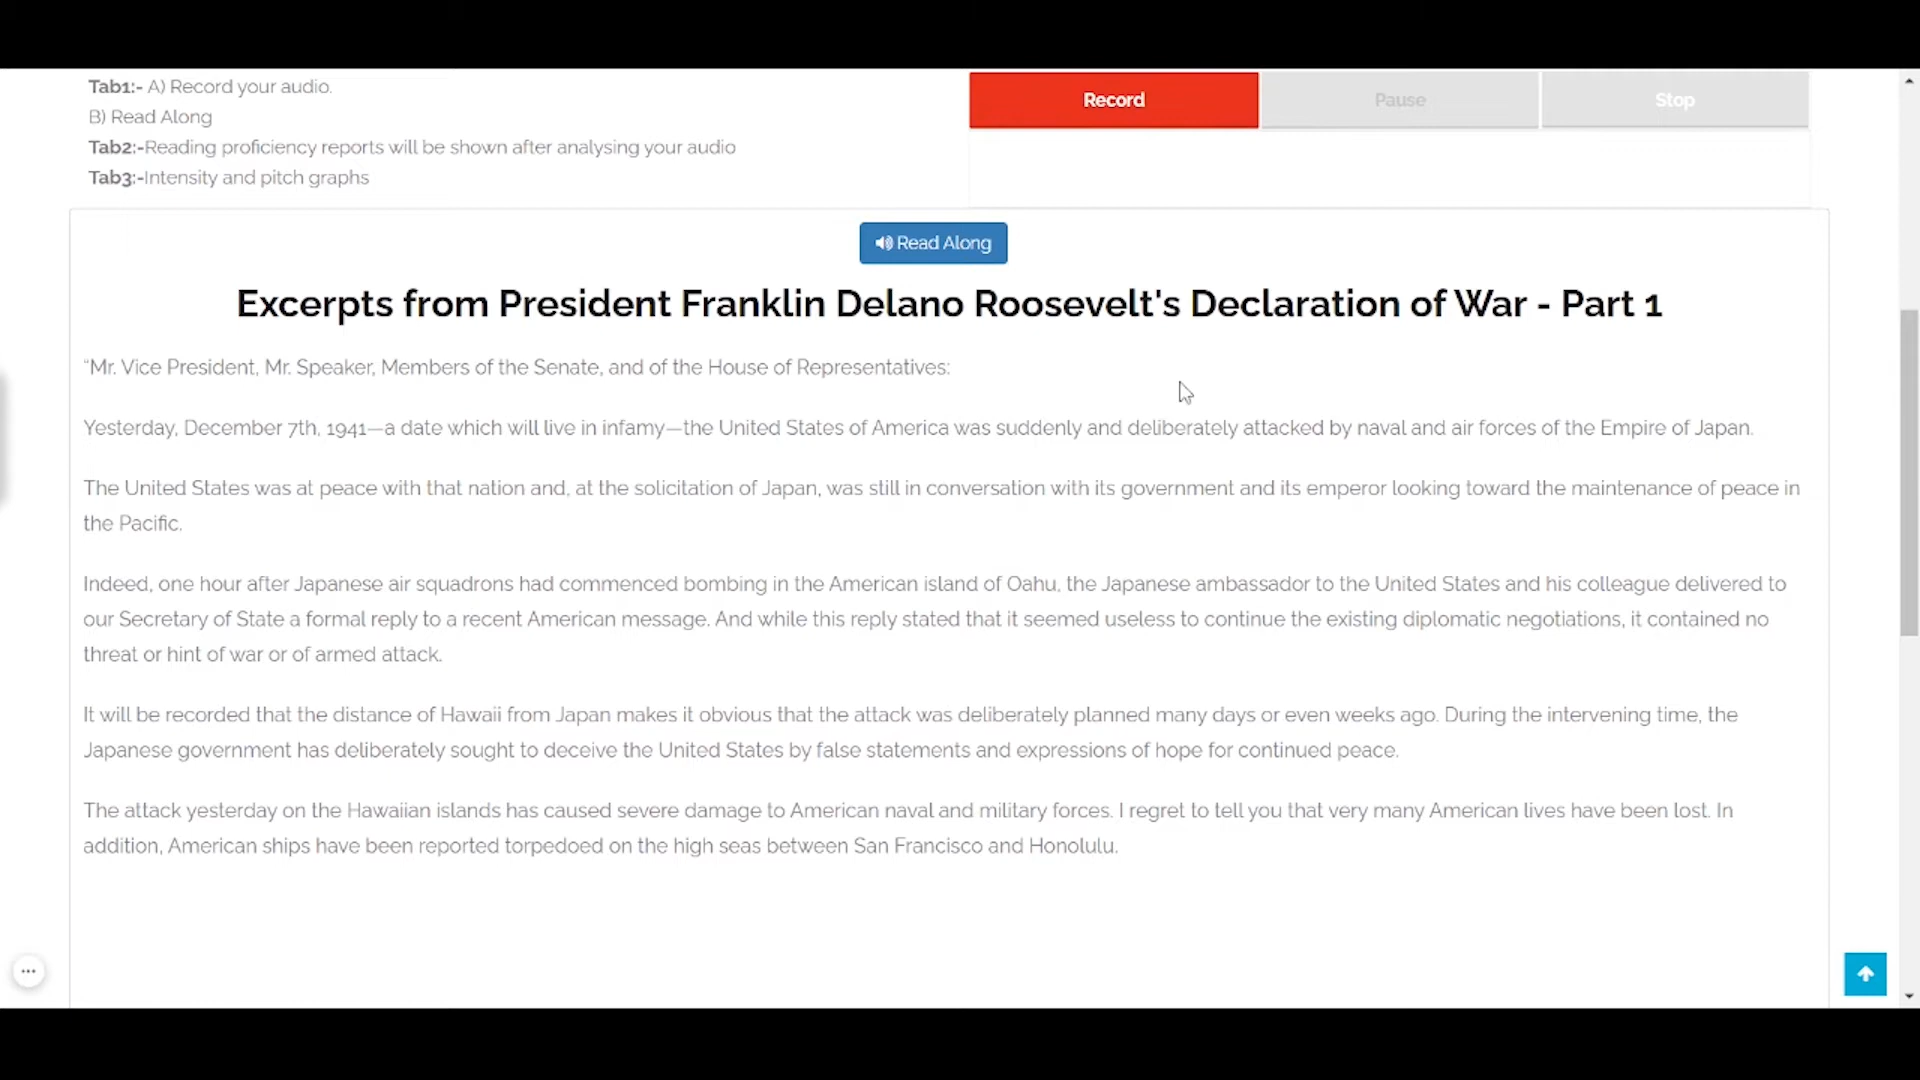 Tab1:- A) Record your audio.
B) Read Along
Tab2:-Reading proficiency reports will be shown after analysing your audio
Tab3:-Intensity and pitch graphs
Record Pause Stop
Read Along
Excerpts from President Franklin Delano Roosevelt's Declaration of War - Part 1
“Mr. Vice President, Mr. Speaker, Members of the Senate, and of the House of Representatives:
Yesterday, December 7th, 1941—a date which will live in infamy—the United States of America was suddenly and deliberately attacked by naval and air forces of the Empire of Japan.
The United States was at peace with that nation and, at the solicitation of Japan, was still in conversation with its government and its emperor looking toward the maintenance of peace in
the Pacific.
Indeed, one hour after Japanese air squadrons had commenced bombing in the American island of Oahu, the Japanese ambassador to the United States and his colleague delivered to
our Secretary of State a formal reply to a recent American message. And while this reply stated that it seemed useless to continue the existing diplomatic negotiations, it contained no
threat or hint of war or of armed attack.
It will be recorded that the distance of Hawaii from Japan makes it obvious that the attack was deliberately planned many days or even weeks ago. During the intervening time, the
Japanese government has deliberately sought to deceive the United States by false statements and expressions of hope for continued peace.
The attack yesterday on the Hawaiian islands has caused severe damage to American naval and military forces. I regret to tell you that very many American lives have been lost. In
addition, American ships have been reported torpedoed on the high seas between San Francisco and Honolulu.